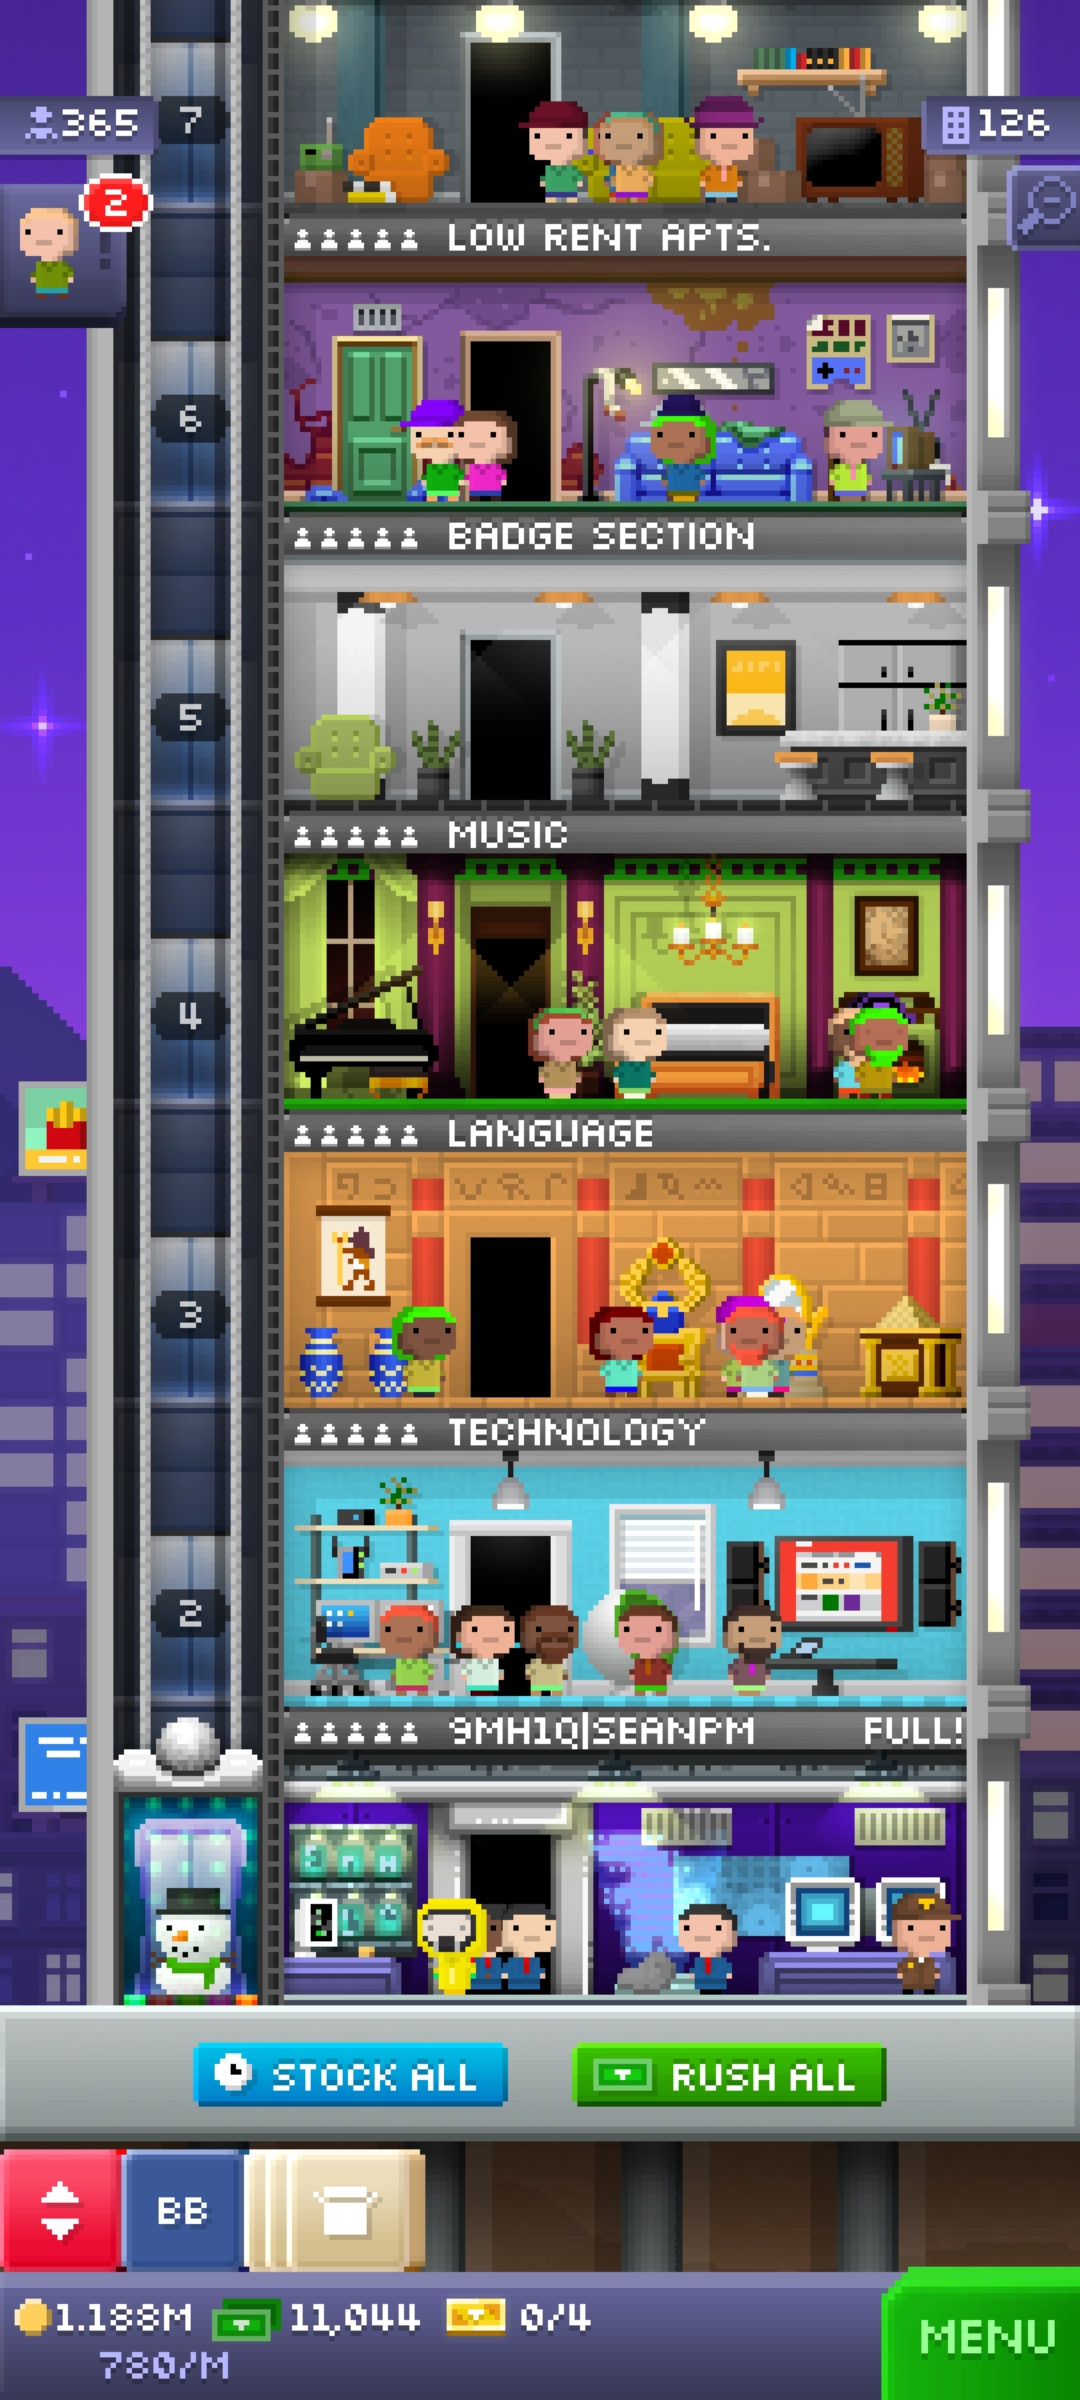 365
7
126
2
LOW RENT APTS.
6
BADGE SECTION
5
MUSIC
4
LANGUAGE
3
TECHNOLOGY
2
9MH1Q|SEANPM FULL!
STOCK ALL
RUSH ALL
BB
1.188M 11,044 0/4
780/M
MENU